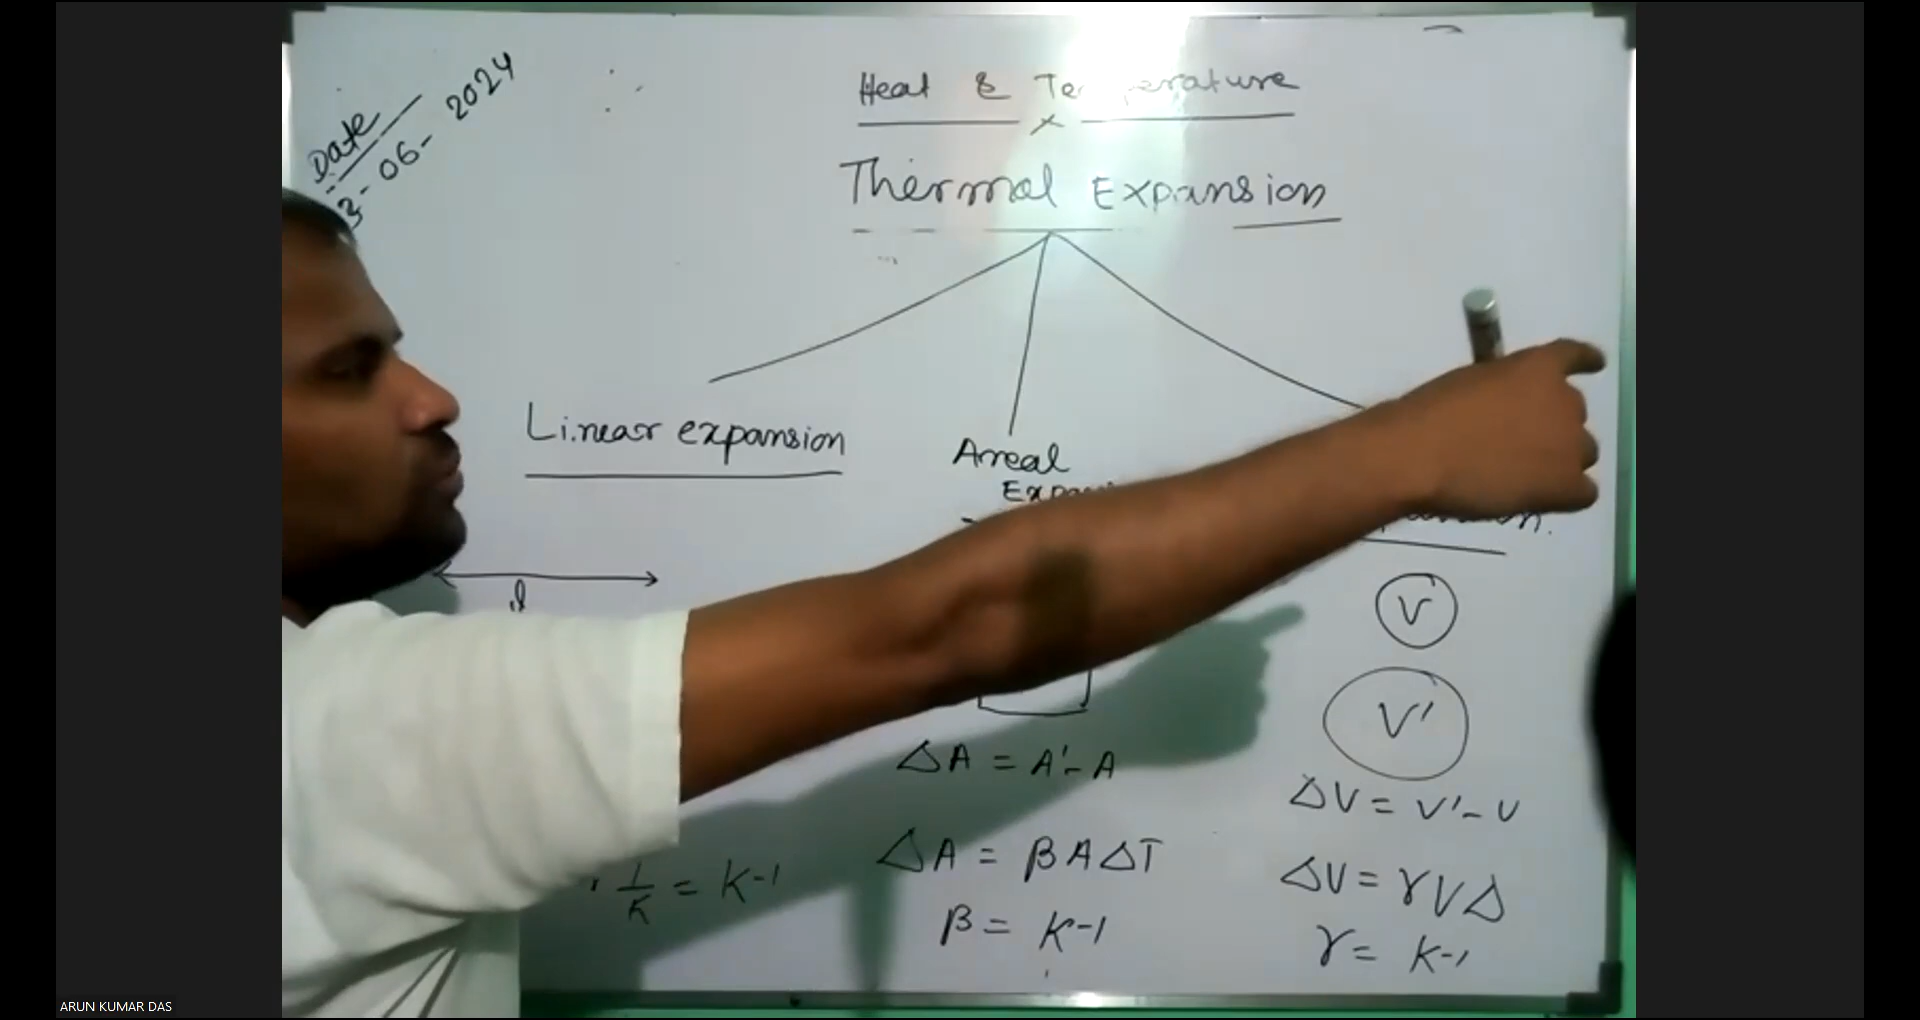 Date
3-06-2024
Heat & Temperature
Thermal Expansion
Linear expansion
Areal
l
V
V'
ΔA = A'- A
ΔV = V'- V
ΔA = βAΔT
ΔV = γVΔ
1/K = K-1
β = K-1
γ = K-1
ARUN KUMAR DAS